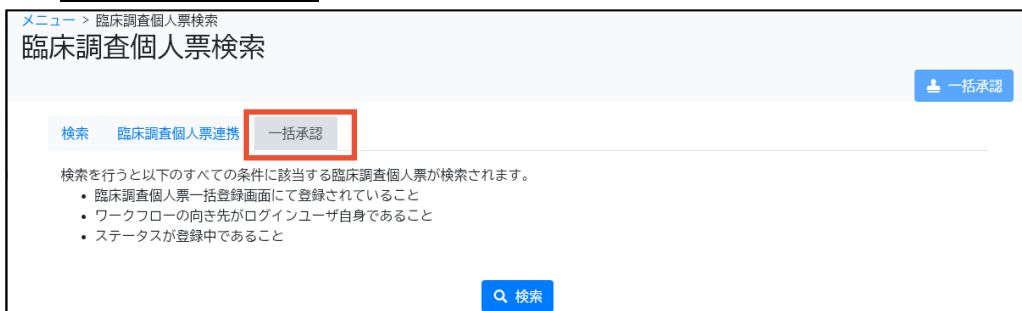 メニュー > 臨床調査個人票検索
臨床調査個人票検索
一括承認
検索 臨床調査個人票連携 一括承認
検索を行うと以下のすべての条件に該当する臨床調査個人票が検索されます。
• 臨床調査個人票一括登録画面にて登録されていること
• ワークフローの向き先がログインユーザ自身であること
• ステータスが登録中であること
検索